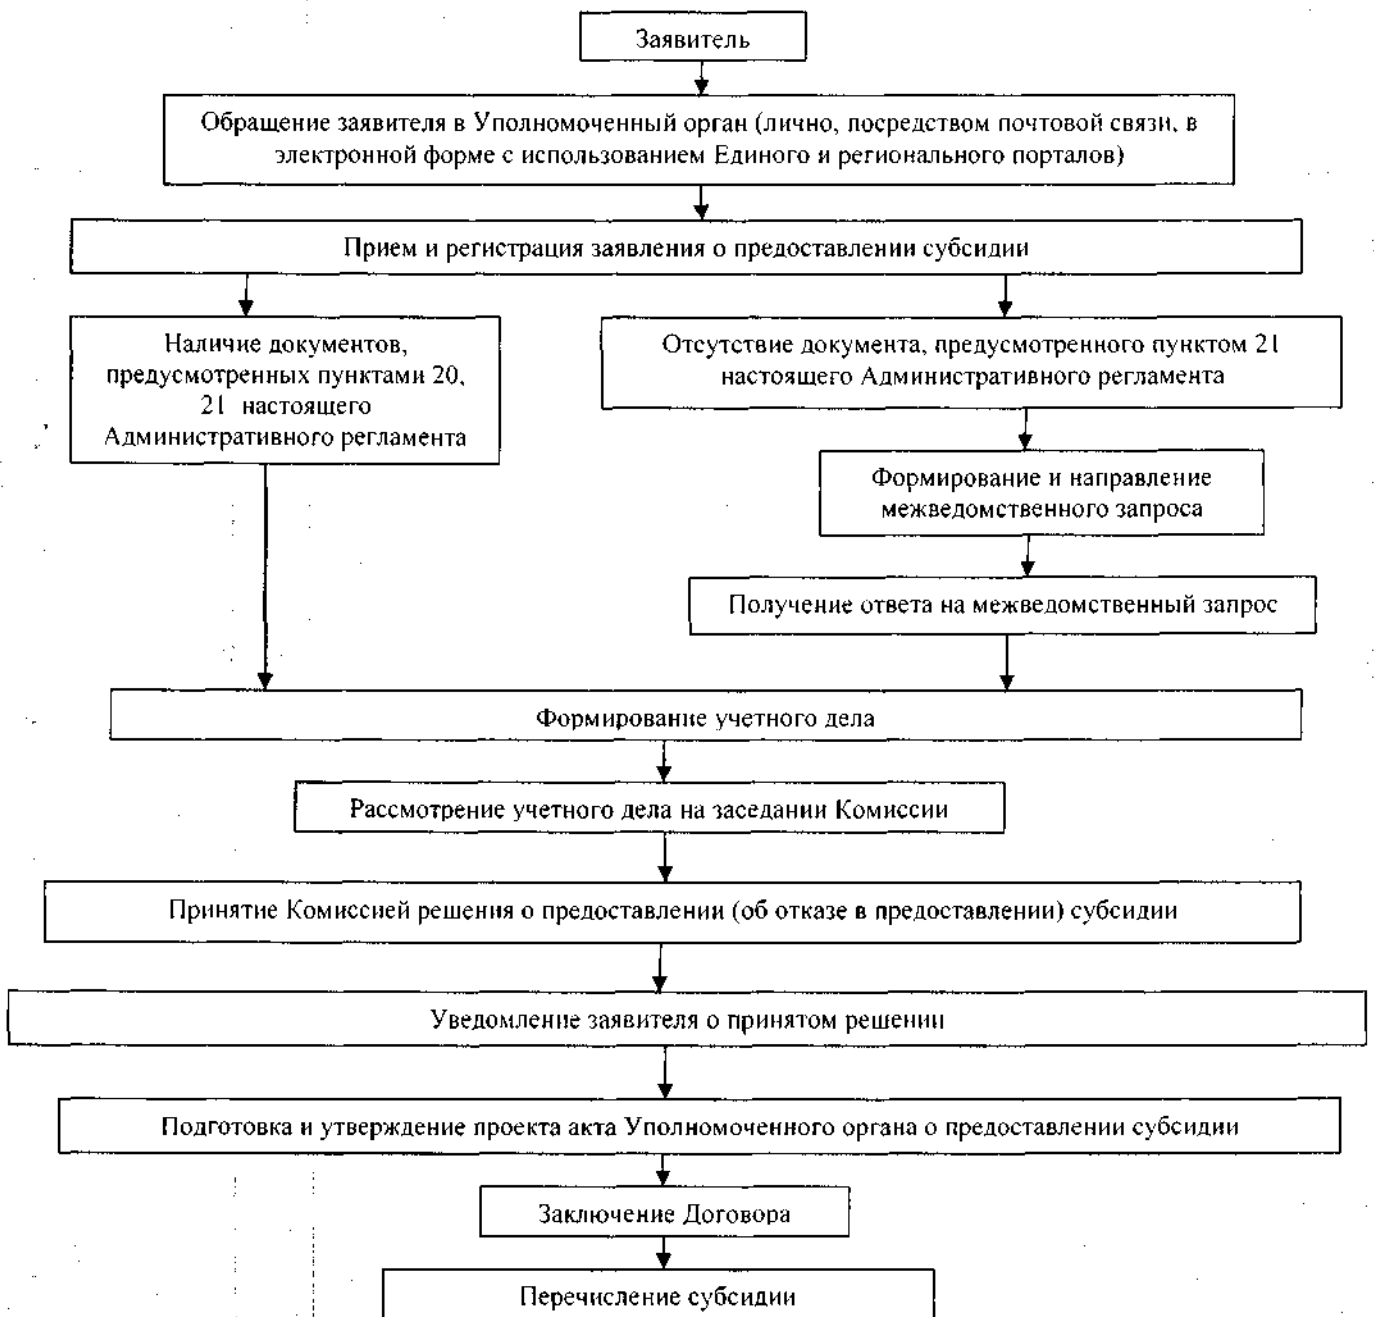 Заявитель
Обращение заявителя в Уполномоченный орган (лично, посредством почтовой связи, в
электронной форме с использованием Единого и регионального порталов)
Прием и регистрация заявления о предоставлении субсидии
Наличие документов,
предусмотренных пунктами 20,
21 настоящего
Административного регламента
Отсутствие документа, предусмотренного пунктом 21
настоящего Административного регламента
Формирование и направление
межведомственного запроса
Получение ответа на межведомственный запрос
Формирование учетного дела
Рассмотрение учетного дела на заседании Комиссии
Принятие Комиссией решения о предоставлении (об отказе в предоставлении) субсидии
Уведомление заявителя о принятом решении
Подготовка и утверждение проекта акта Уполномоченного органа о предоставлении субсидии
Заключение Договора
Перечисление субсидии